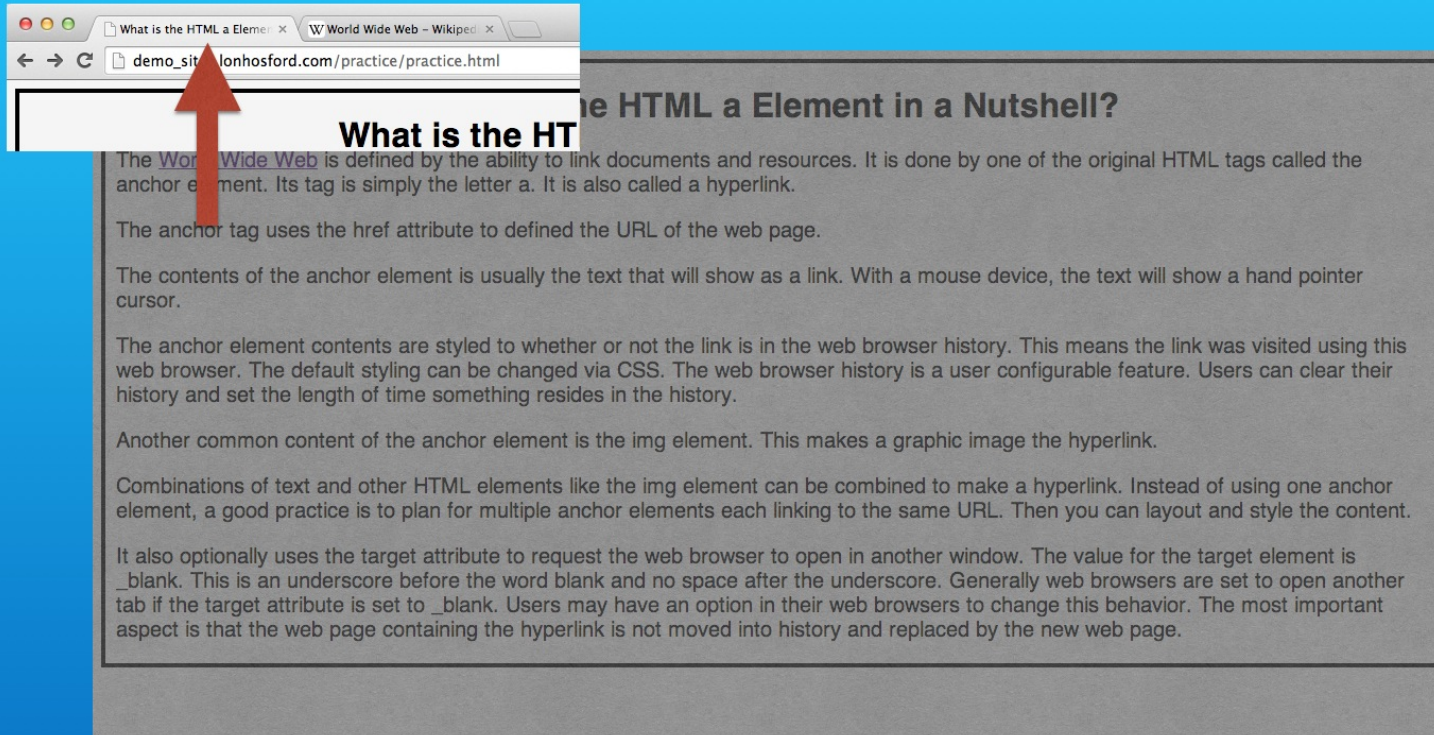 What is the HTML a Elemen
World Wide Web – Wikiped
demo_sit lonhosford.com/practice/practice.html
What is the HT
e HTML a Element in a Nutshell?
The World Wide Web is defined by the ability to link documents and resources. It is done by one of the original HTML tags called the
anchor element. Its tag is simply the letter a. It is also called a hyperlink.
The anchor tag uses the href attribute to defined the URL of the web page.
The contents of the anchor element is usually the text that will show as a link. With a mouse device, the text will show a hand pointer
cursor.
The anchor element contents are styled to whether or not the link is in the web browser history. This means the link was visited using this
web browser. The default styling can be changed via CSS. The web browser history is a user configurable feature. Users can clear their
history and set the length of time something resides in the history.
Another common content of the anchor element is the img element. This makes a graphic image the hyperlink.
Combinations of text and other HTML elements like the img element can be combined to make a hyperlink. Instead of using one anchor
element, a good practice is to plan for multiple anchor elements each linking to the same URL. Then you can layout and style the content.
It also optionally uses the target attribute to request the web browser to open in another window. The value for the target element is
_blank. This is an underscore before the word blank and no space after the underscore. Generally web browsers are set to open another
tab if the target attribute is set to _blank. Users may have an option in their web browsers to change this behavior. The most important
aspect is that the web page containing the hyperlink is not moved into history and replaced by the new web page.